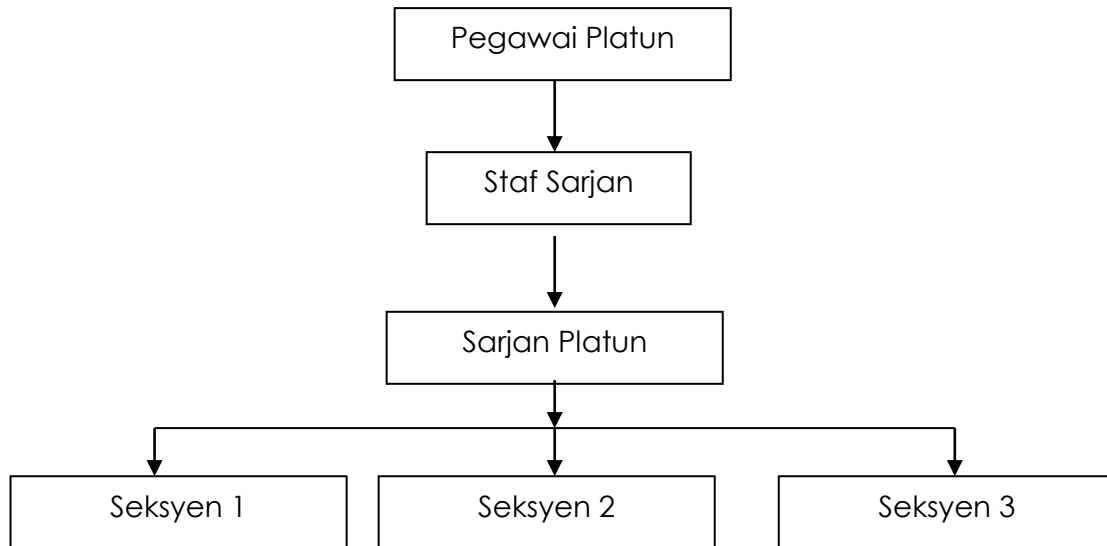 Pegawai Platun
Staf Sarjan
Sarjan Platun
Seksyen 1
Seksyen 2
Seksyen 3